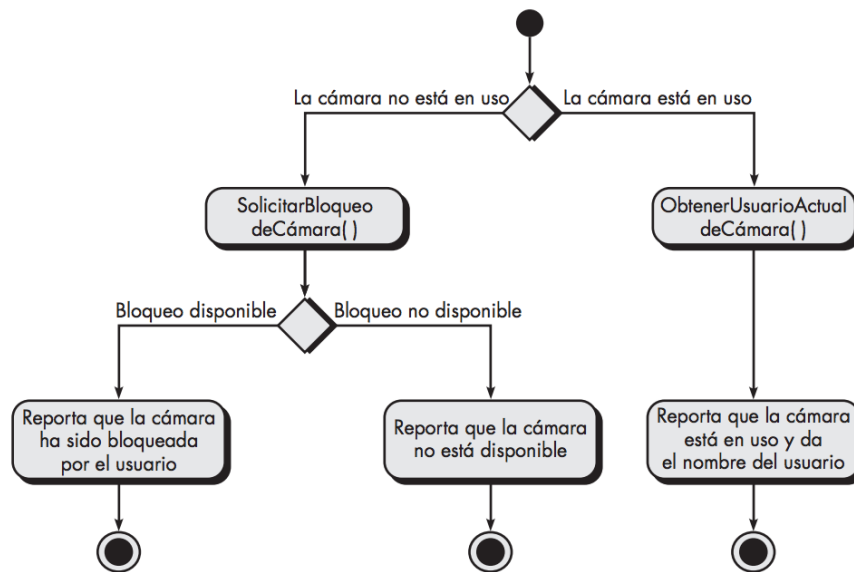 La cámara no está en uso
La cámara está en uso
SolicitarBloqueo
deCámara( )
ObtenerUsuarioActual
deCámara( )
Bloqueo disponible
Bloqueo no disponible
Reporta que la cámara
ha sido bloqueada
por el usuario
Reporta que la cámara
no está disponible
Reporta que la cámara
está en uso y da
el nombre del usuario